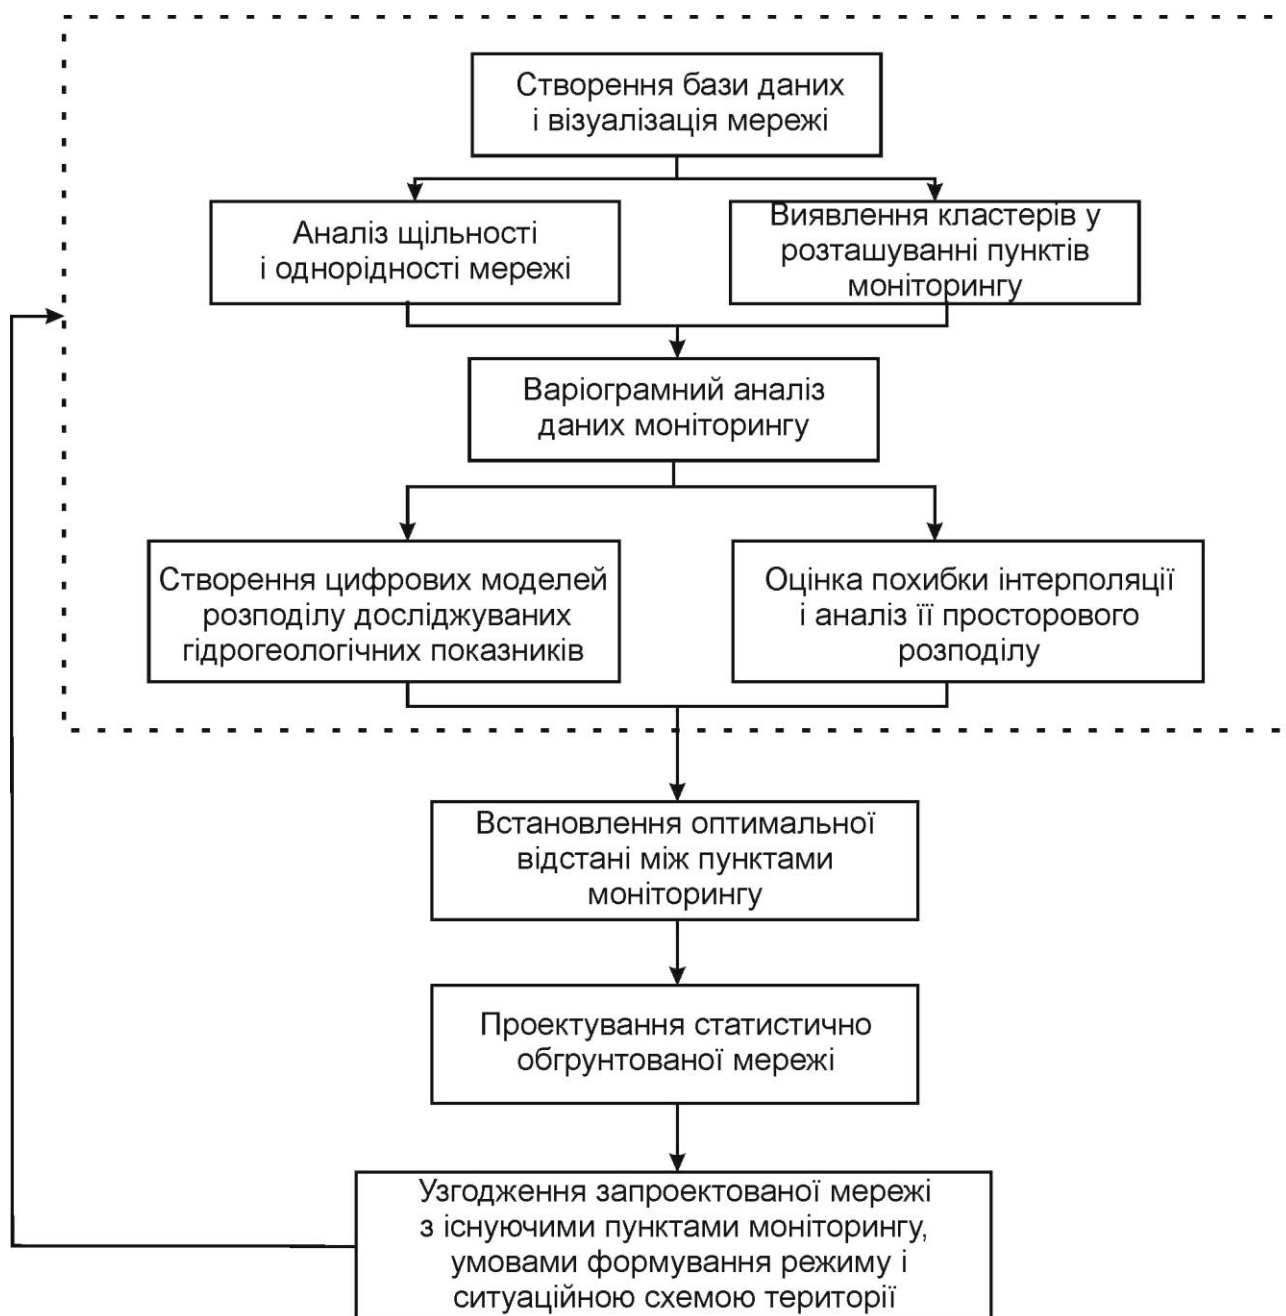 Створення бази даних
і візуалізація мережі
Аналіз щільності
і однорідності мережі
Виявлення кластерів у
розташуванні пунктів
моніторингу
Варіограмний аналіз
даних моніторингу
Створення цифрових моделей
розподілу досліджуваних
гідрогеологічних показників
Оцінка похибки інтерполяції
і аналіз її просторового
розподілу
Встановлення оптимальної
відстані між пунктами
моніторингу
Проектування статистично
обгрунтованої мережі
Узгодження запроектованої мережі
з існуючими пунктами моніторингу,
умовами формування режиму і
ситуаційною схемою території